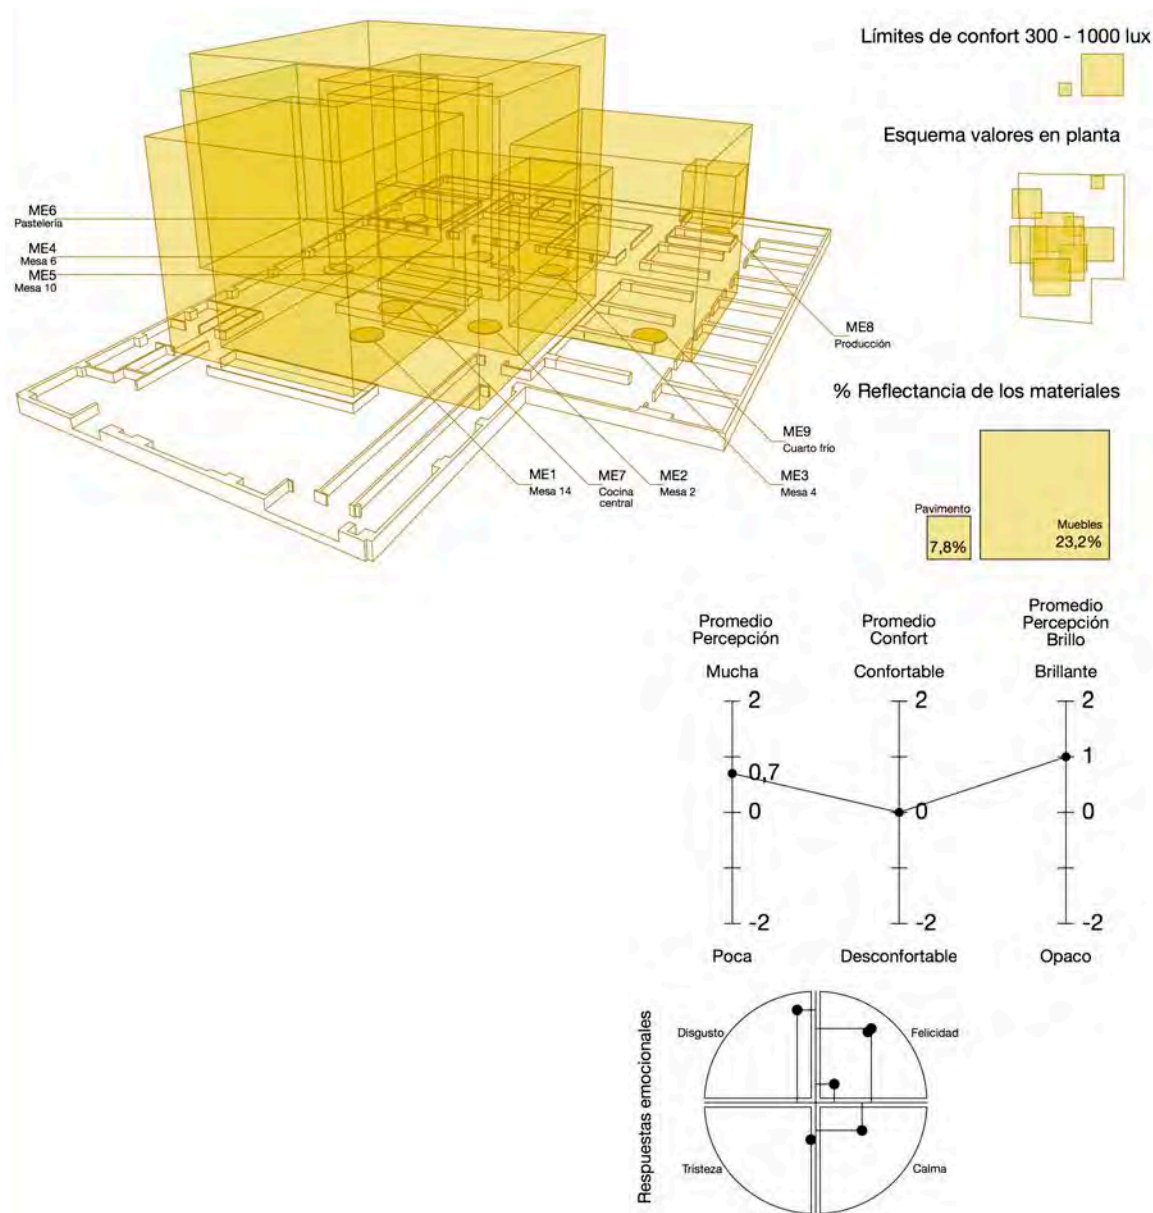 Límites de confort 300 - 1000 lux
Esquema valores en planta
ME6
Pastelería
ME4
Mesa 6
ME5
Mesa 10
ME8
Producción
ME9
Cuarto frío
ME1
Mesa 14
ME7
Cocina
central
ME2
Mesa 2
ME3
Mesa 4
% Reflectancia de los materiales
Pavimento
7,8%
Muebles
23,2%
Promedio
Percepción
Mucha
2
0,7
0
-2
Poca
Promedio
Confort
Confortable
2
0
-2
Desconfortable
Promedio
Percepción
Brillo
Brillante
2
1
0
-2
Opaco
Respuestas emocionales
Disgusto
Felicidad
Tristeza
Calma